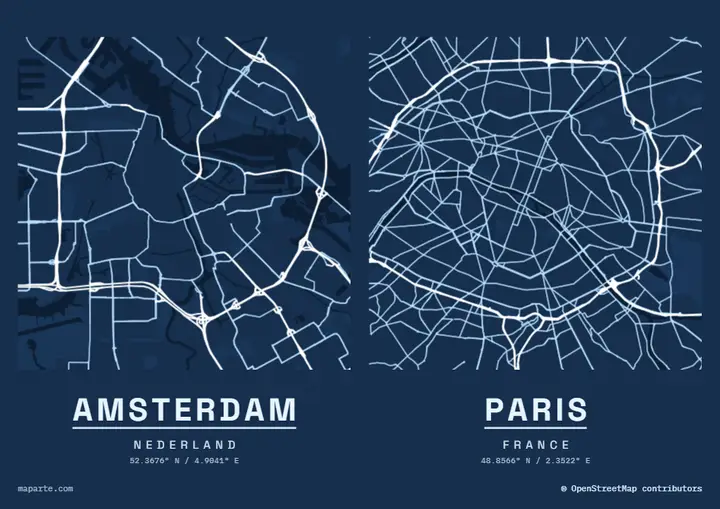 AMSTERDAM
NEDERLAND
52.3676° N / 4.9041° E
PARIS
FRANCE
48.8566° N / 2.3522° E
maparte.com
© OpenStreetMap contributors